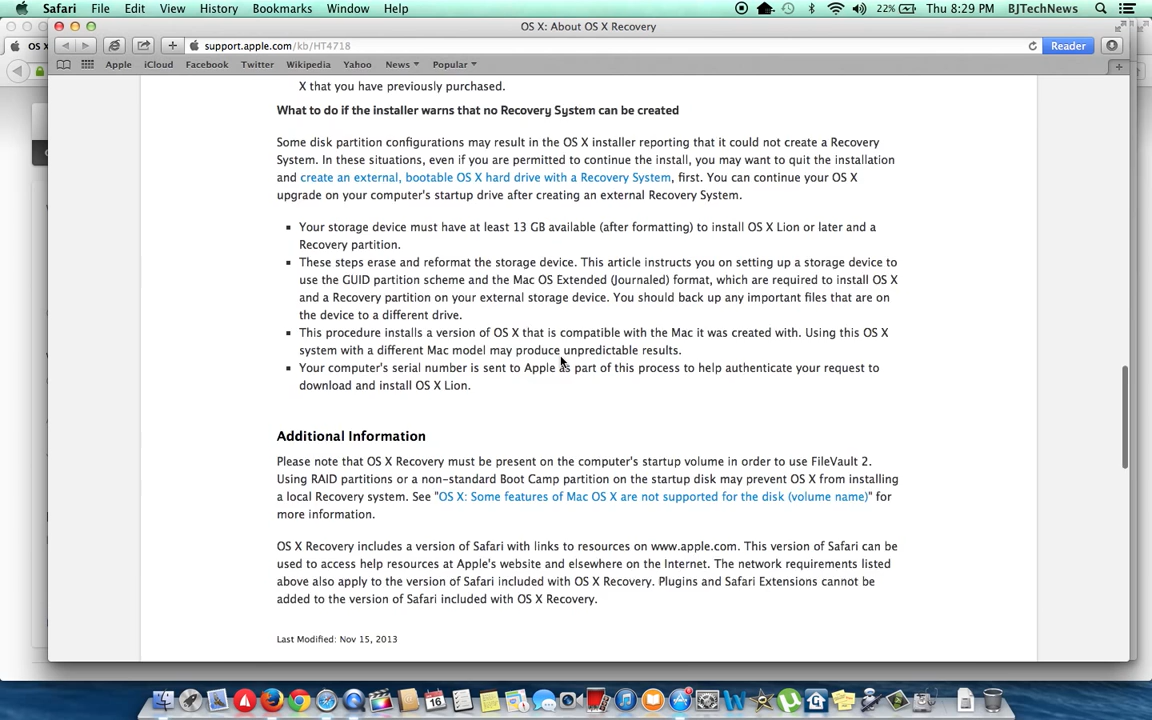 Safari File Edit View History Bookmarks Window Help 22% Thu 8:29 PM BJTechNews
OS X: About OS X Recovery
OS X
support.apple.com/kb/HT4718 Reader
Apple iCloud Facebook Twitter Wikipedia Yahoo News Popular
X that you have previously purchased.
What to do if the installer warns that no Recovery System can be created
Some disk partition configurations may result in the OS X installer reporting that it could not create a Recovery
System. In these situations, even if you are permitted to continue the install, you may want to quit the installation
and create an external, bootable OS X hard drive with a Recovery System, first. You can continue your OS X
upgrade on your computer's startup drive after creating an external Recovery System.
Your storage device must have at least 13 GB available (after formatting) to install OS X Lion or later and a
Recovery partition.
These steps erase and reformat the storage device. This article instructs you on setting up a storage device to
use the GUID partition scheme and the Mac OS Extended (Journaled) format, which are required to install OS X
and a Recovery partition on your external storage device. You should back up any important files that are on
the device to a different drive.
This procedure installs a version of OS X that is compatible with the Mac it was created with. Using this OS X
system with a different Mac model may produce unpredictable results.
Your computer's serial number is sent to Apple as part of this process to help authenticate your request to
download and install OS X Lion.
Additional Information
Please note that OS X Recovery must be present on the computer's startup volume in order to use FileVault 2.
Using RAID partitions or a non-standard Boot Camp partition on the startup disk may prevent OS X from installing
a local Recovery system. See "OS X: Some features of Mac OS X are not supported for the disk (volume name)" for
more information.
OS X Recovery includes a version of Safari with links to resources on www.apple.com. This version of Safari can be
used to access help resources at Apple's website and elsewhere on the Internet. The network requirements listed
above also apply to the version of Safari included with OS X Recovery. Plugins and Safari Extensions cannot be
added to the version of Safari included with OS X Recovery.
Last Modified: Nov 15, 2013
16